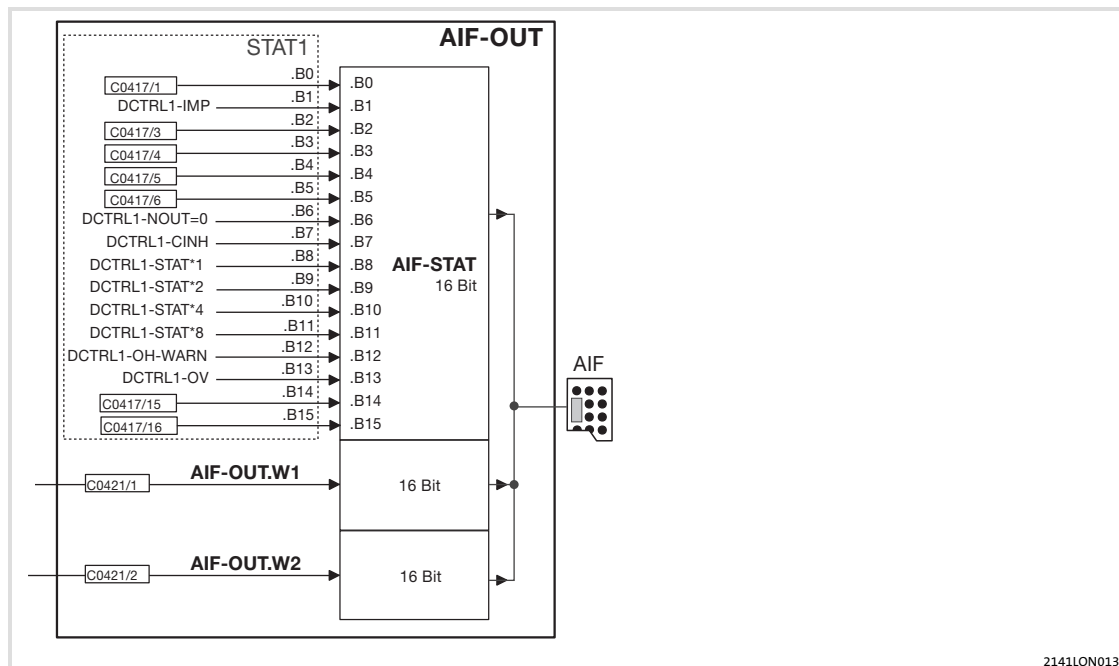 AIF-OUT
STAT1
C0417/1 .B0 .B0
DCTRL1-IMP .B1 .B1
C0417/3 .B2 .B2
C0417/4 .B3 .B3
C0417/5 .B4 .B4
C0417/6 .B5 .B5
DCTRL1-NOUT=0 .B6 .B6
DCTRL1-CINH .B7 .B7
DCTRL1-STAT*1 .B8 .B8
DCTRL1-STAT*2 .B9 .B9
DCTRL1-STAT*4 .B10 .B10
DCTRL1-STAT*8 .B11 .B11
DCTRL1-OH-WARN .B12 .B12
DCTRL1-OV .B13 .B13
C0417/15 .B14 .B14
C0417/16 .B15 .B15
AIF-STAT
16 Bit
AIF
C0421/1 AIF-OUT.W1 16 Bit
C0421/2 AIF-OUT.W2 16 Bit
2141LON013